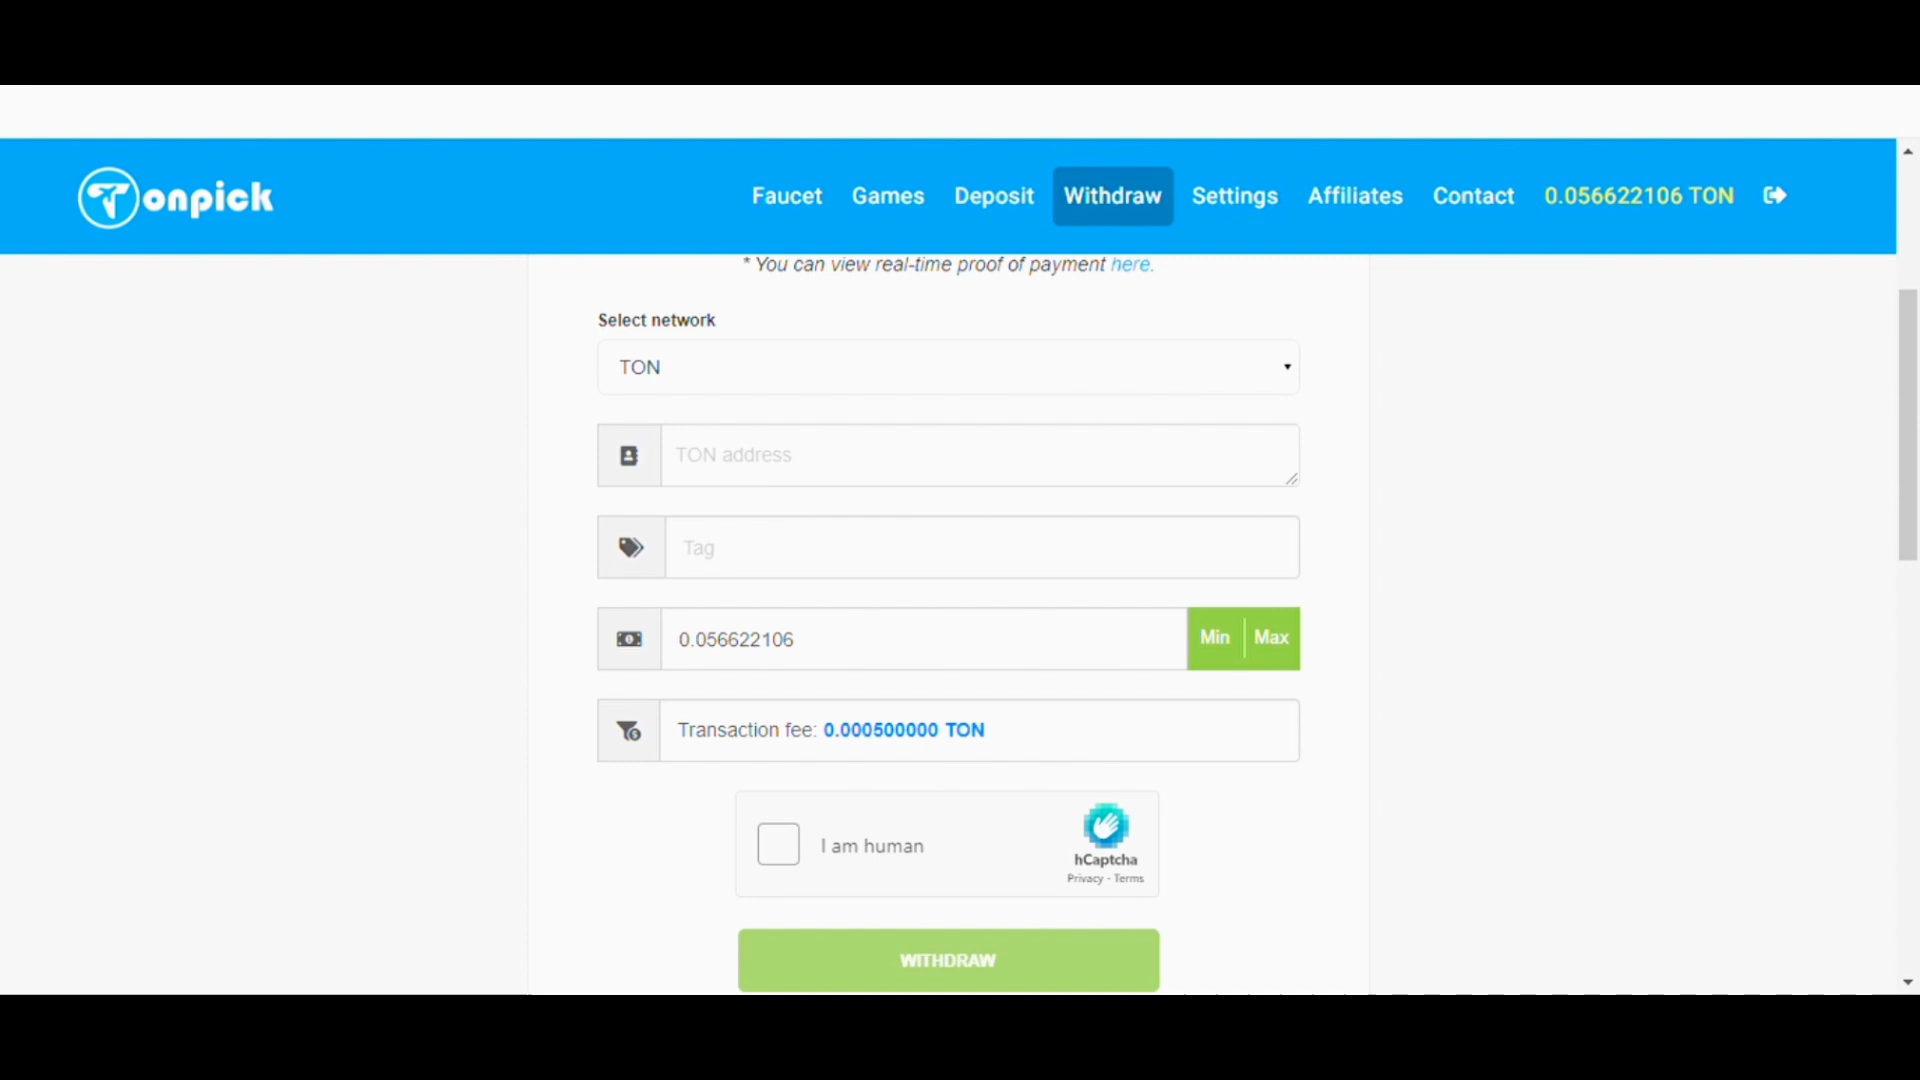 Tonpick
Faucet Games Deposit Withdraw Settings Affiliates Contact 0.056622106 TON
* You can view real-time proof of payment here.
Select network
TON
TON address
Tag
0.056622106 Min Max
Transaction fee: 0.000500000 TON
I am human
hCaptcha
Privacy - Terms
WITHDRAW